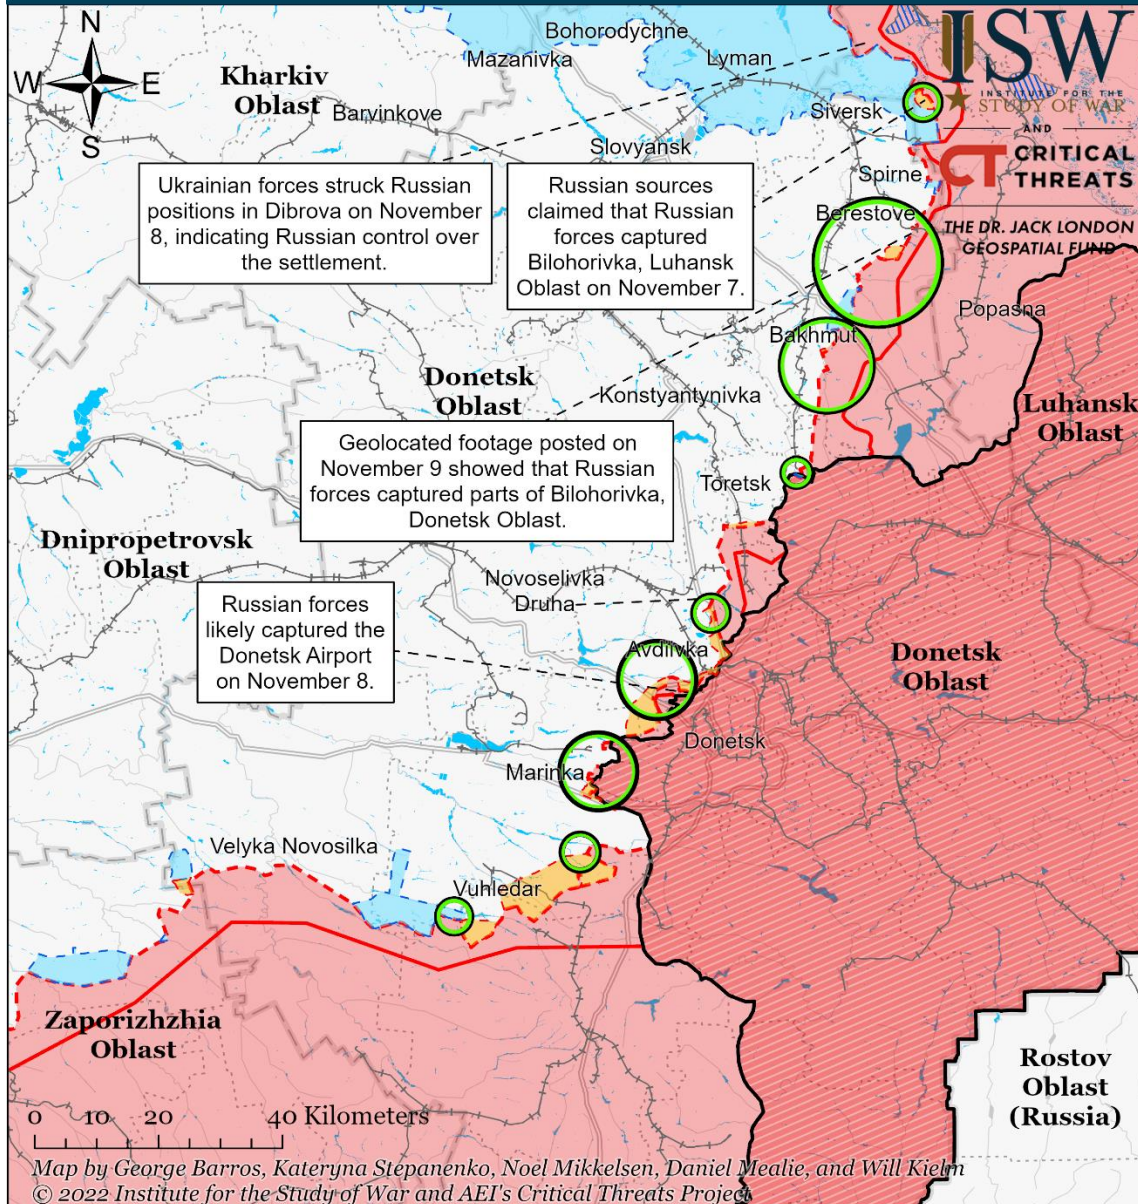 N
W E
S
ISW
INSTITUTE FOR THE
STUDY OF WAR
AND
CT CRITICAL
THREATS
THE DR. JACK LONDON
GEOSPATIAL FUND
Bohorodychne
Mazanivka
Lyman
Kharkiv
Oblast
Barvinkove
Siversk
Slovyansk
Spirne
Ukrainian forces struck Russian
positions in Dibrova on November
8, indicating Russian control over
the settlement.
Russian sources
claimed that Russian
forces captured
Bilohorivka, Luhansk
Oblast on November 7.
Berestove
Popasna
Bakhmut
Donetsk
Oblast
Konstyantynivka
Luhansk
Oblast
Geolocated footage posted on
November 9 showed that Russian
forces captured parts of Bilohorivka,
Donetsk Oblast.
Toretsk
Dnipropetrovsk
Oblast
Novoselivka
Druha
Russian forces
likely captured the
Donetsk Airport
on November 8.
Avdiivka
Donetsk
Oblast
Donetsk
Marinka
Velyka Novosilka
Vuhledar
Zaporizhzhia
Oblast
Rostov
Oblast
(Russia)
0 10 20 40 Kilometers
Map by George Barros, Kateryna Stepanenko, Noel Mikkelsen, Daniel Mealie, and Will Kielm
© 2022 Institute for the Study of War and AEI's Critical Threats Project